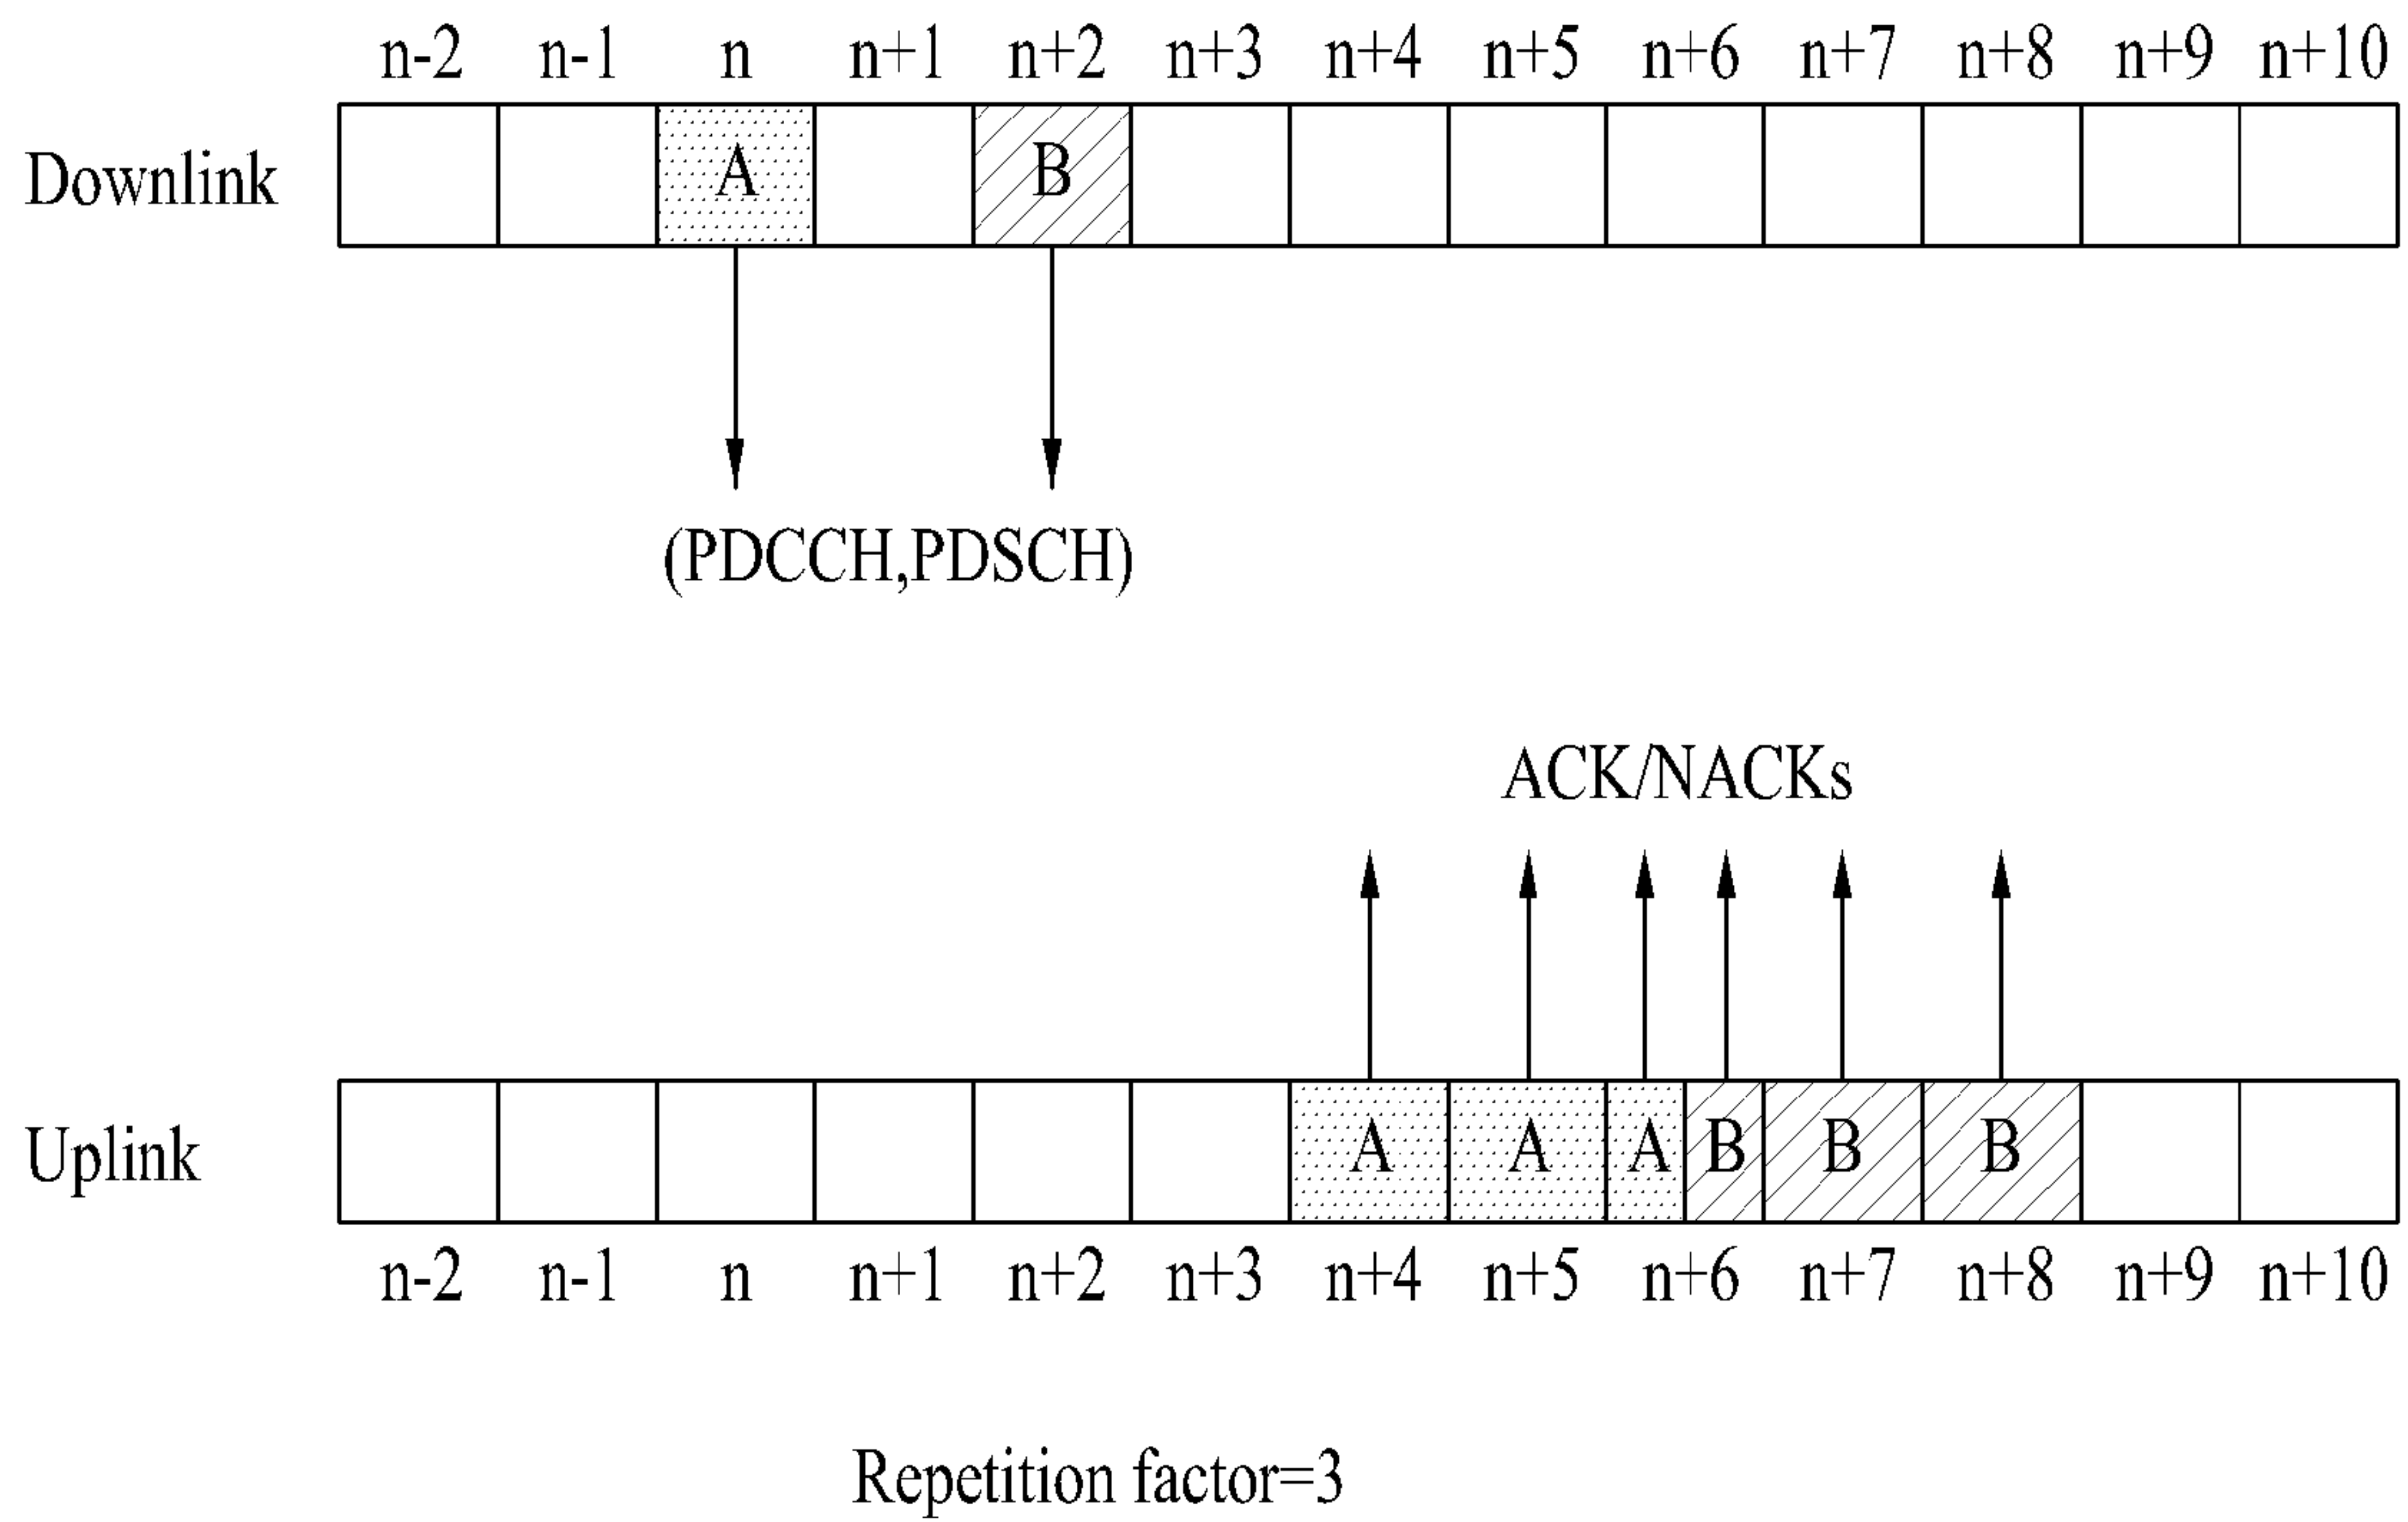 n-2 n-1 n n+1 n+2 n+3 n+4 n+5 n+6 n+7 n+8 n+9 n+10
Downlink A B
(PDCCH,PDSCH)
ACK/NACKs
Uplink A A A B B B
n-2 n-1 n n+1 n+2 n+3 n+4 n+5 n+6 n+7 n+8 n+9 n+10
Repetition factor=3